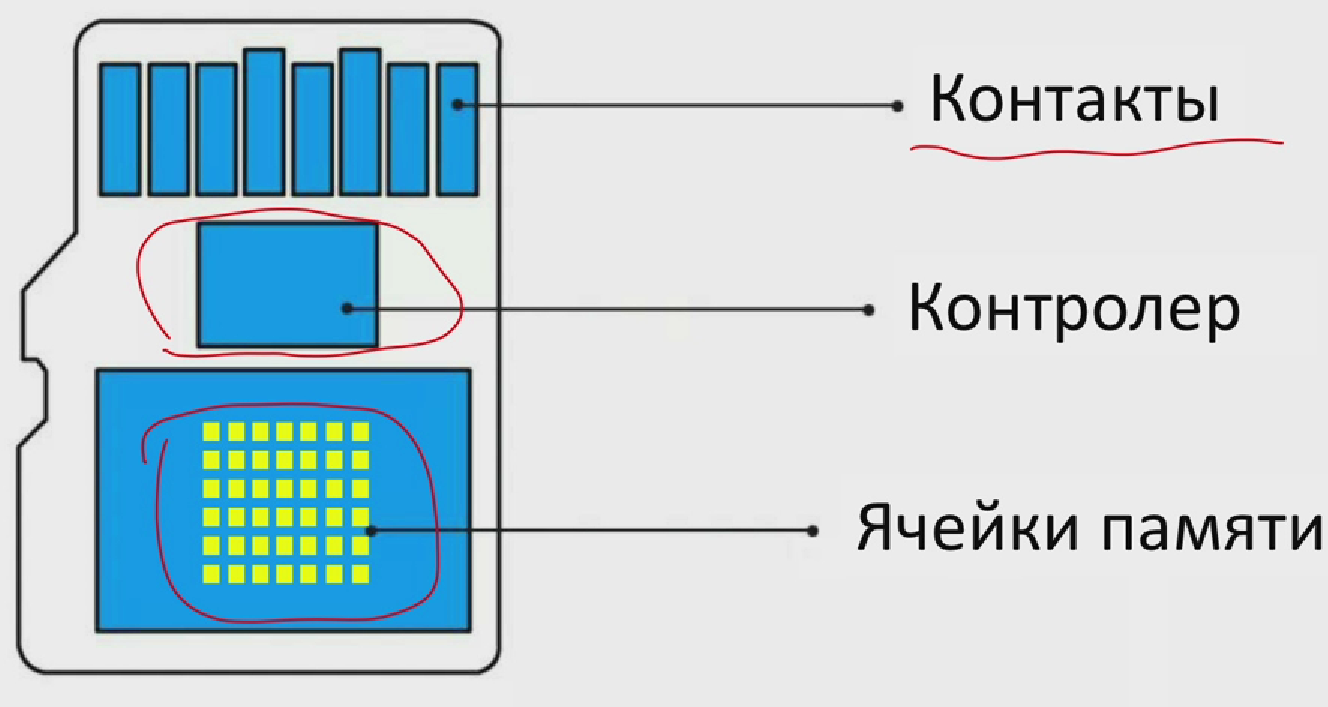 Контакты
Контролер
Ячейки памяти